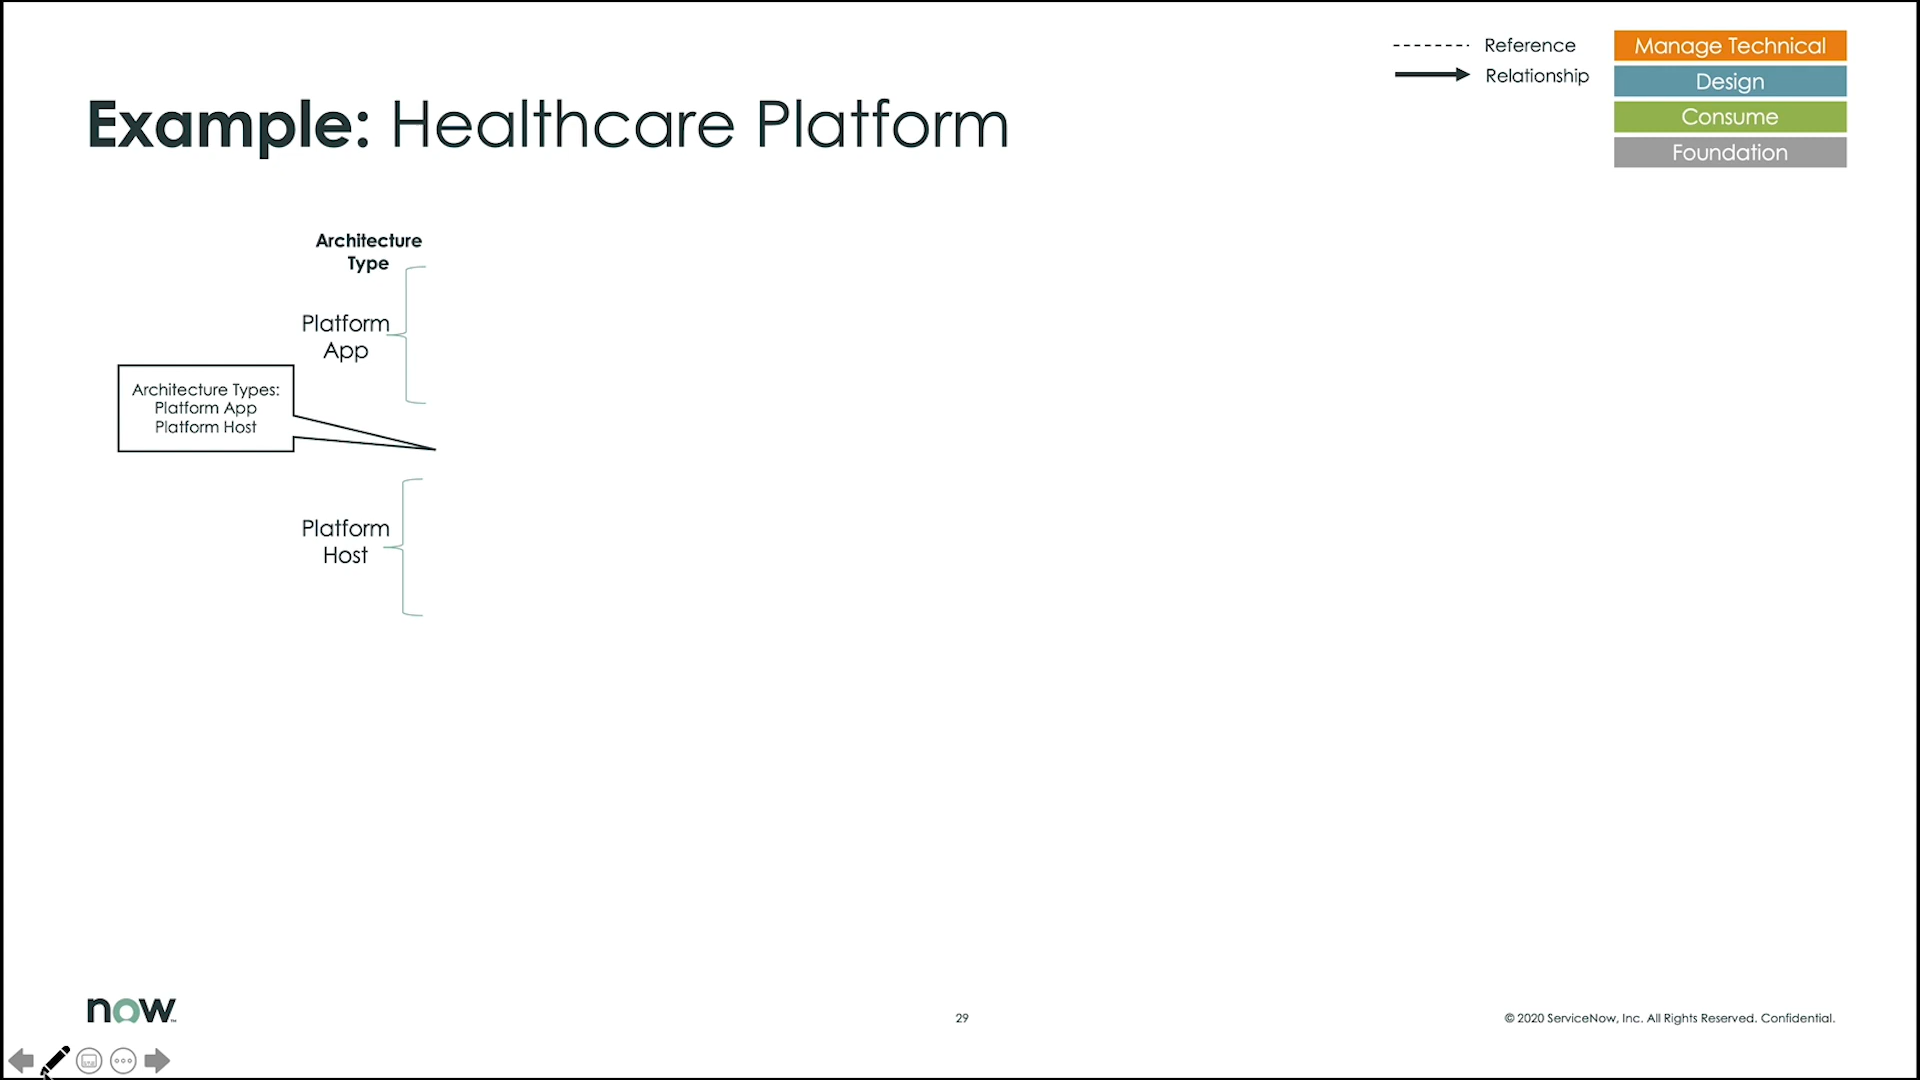 Reference
Relationship
Manage Technical
Design
Consume
Foundation
Example: Healthcare Platform
Architecture
Type
Platform
App
Architecture Types:
Platform App
Platform Host
Platform
Host
now
29
© 2020 ServiceNow, Inc. All Rights Reserved. Confidential.